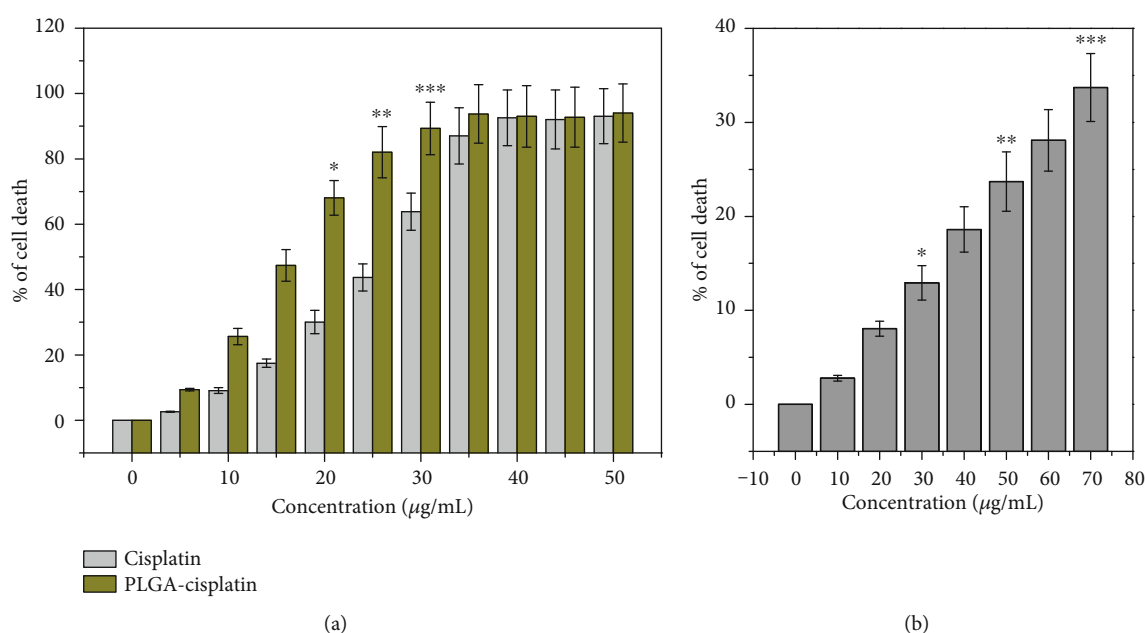 120
100
80
60
40
20
0
% of cell death
*
**
***
0 10 20 30 40 50
Concentration (μg/mL)
Cisplatin
PLGA-cisplatin
(a)
40
30
20
10
0
% of cell death
*
**
***
−10 0 10 20 30 40 50 60 70 80
Concentration (μg/mL)
(b)